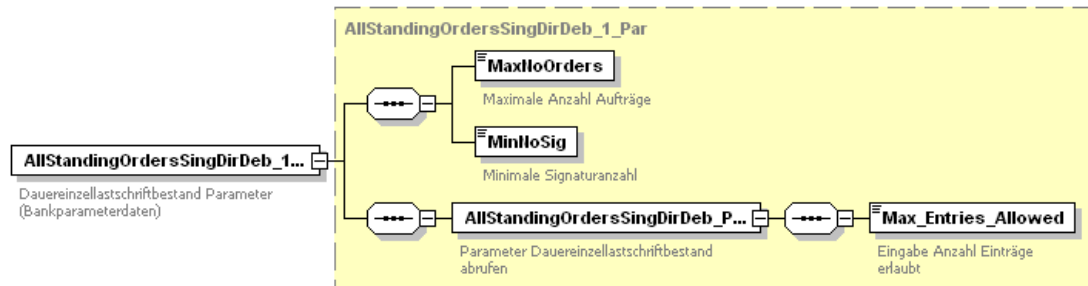 AllStandingOrdersSingDirDeb_1_Par
MaxNoOrders
Maximale Anzahl Aufträge
MinNoSig
Minimale Signaturanzahl
AllStandingOrdersSingDirDeb_1...
Dauereinzellastschriftbestand Parameter
(Bankparameterdaten)
AllStandingOrdersSingDirDeb_P...
Parameter Dauereinzellastschriftbestand
abrufen
Max_Entries_Allowed
Eingabe Anzahl Einträge
erlaubt